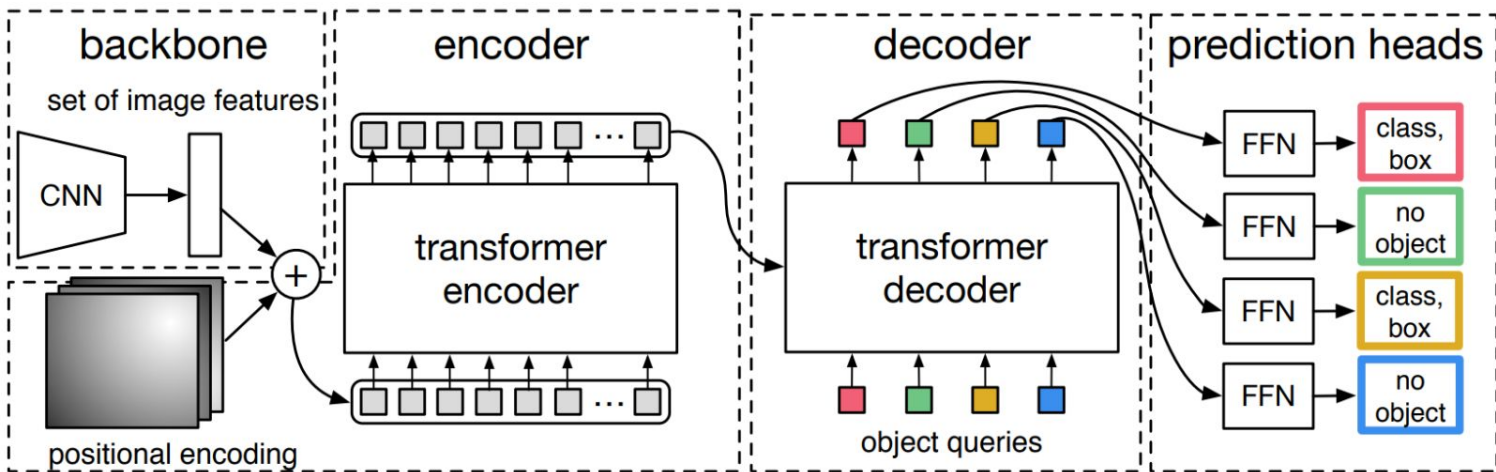 backbone
set of image features
CNN
+
positional encoding
encoder
...
transformer
encoder
...
decoder
transformer
decoder
object queries
prediction heads
FFN
class,
box
FFN
no
object
FFN
class,
box
FFN
no
object